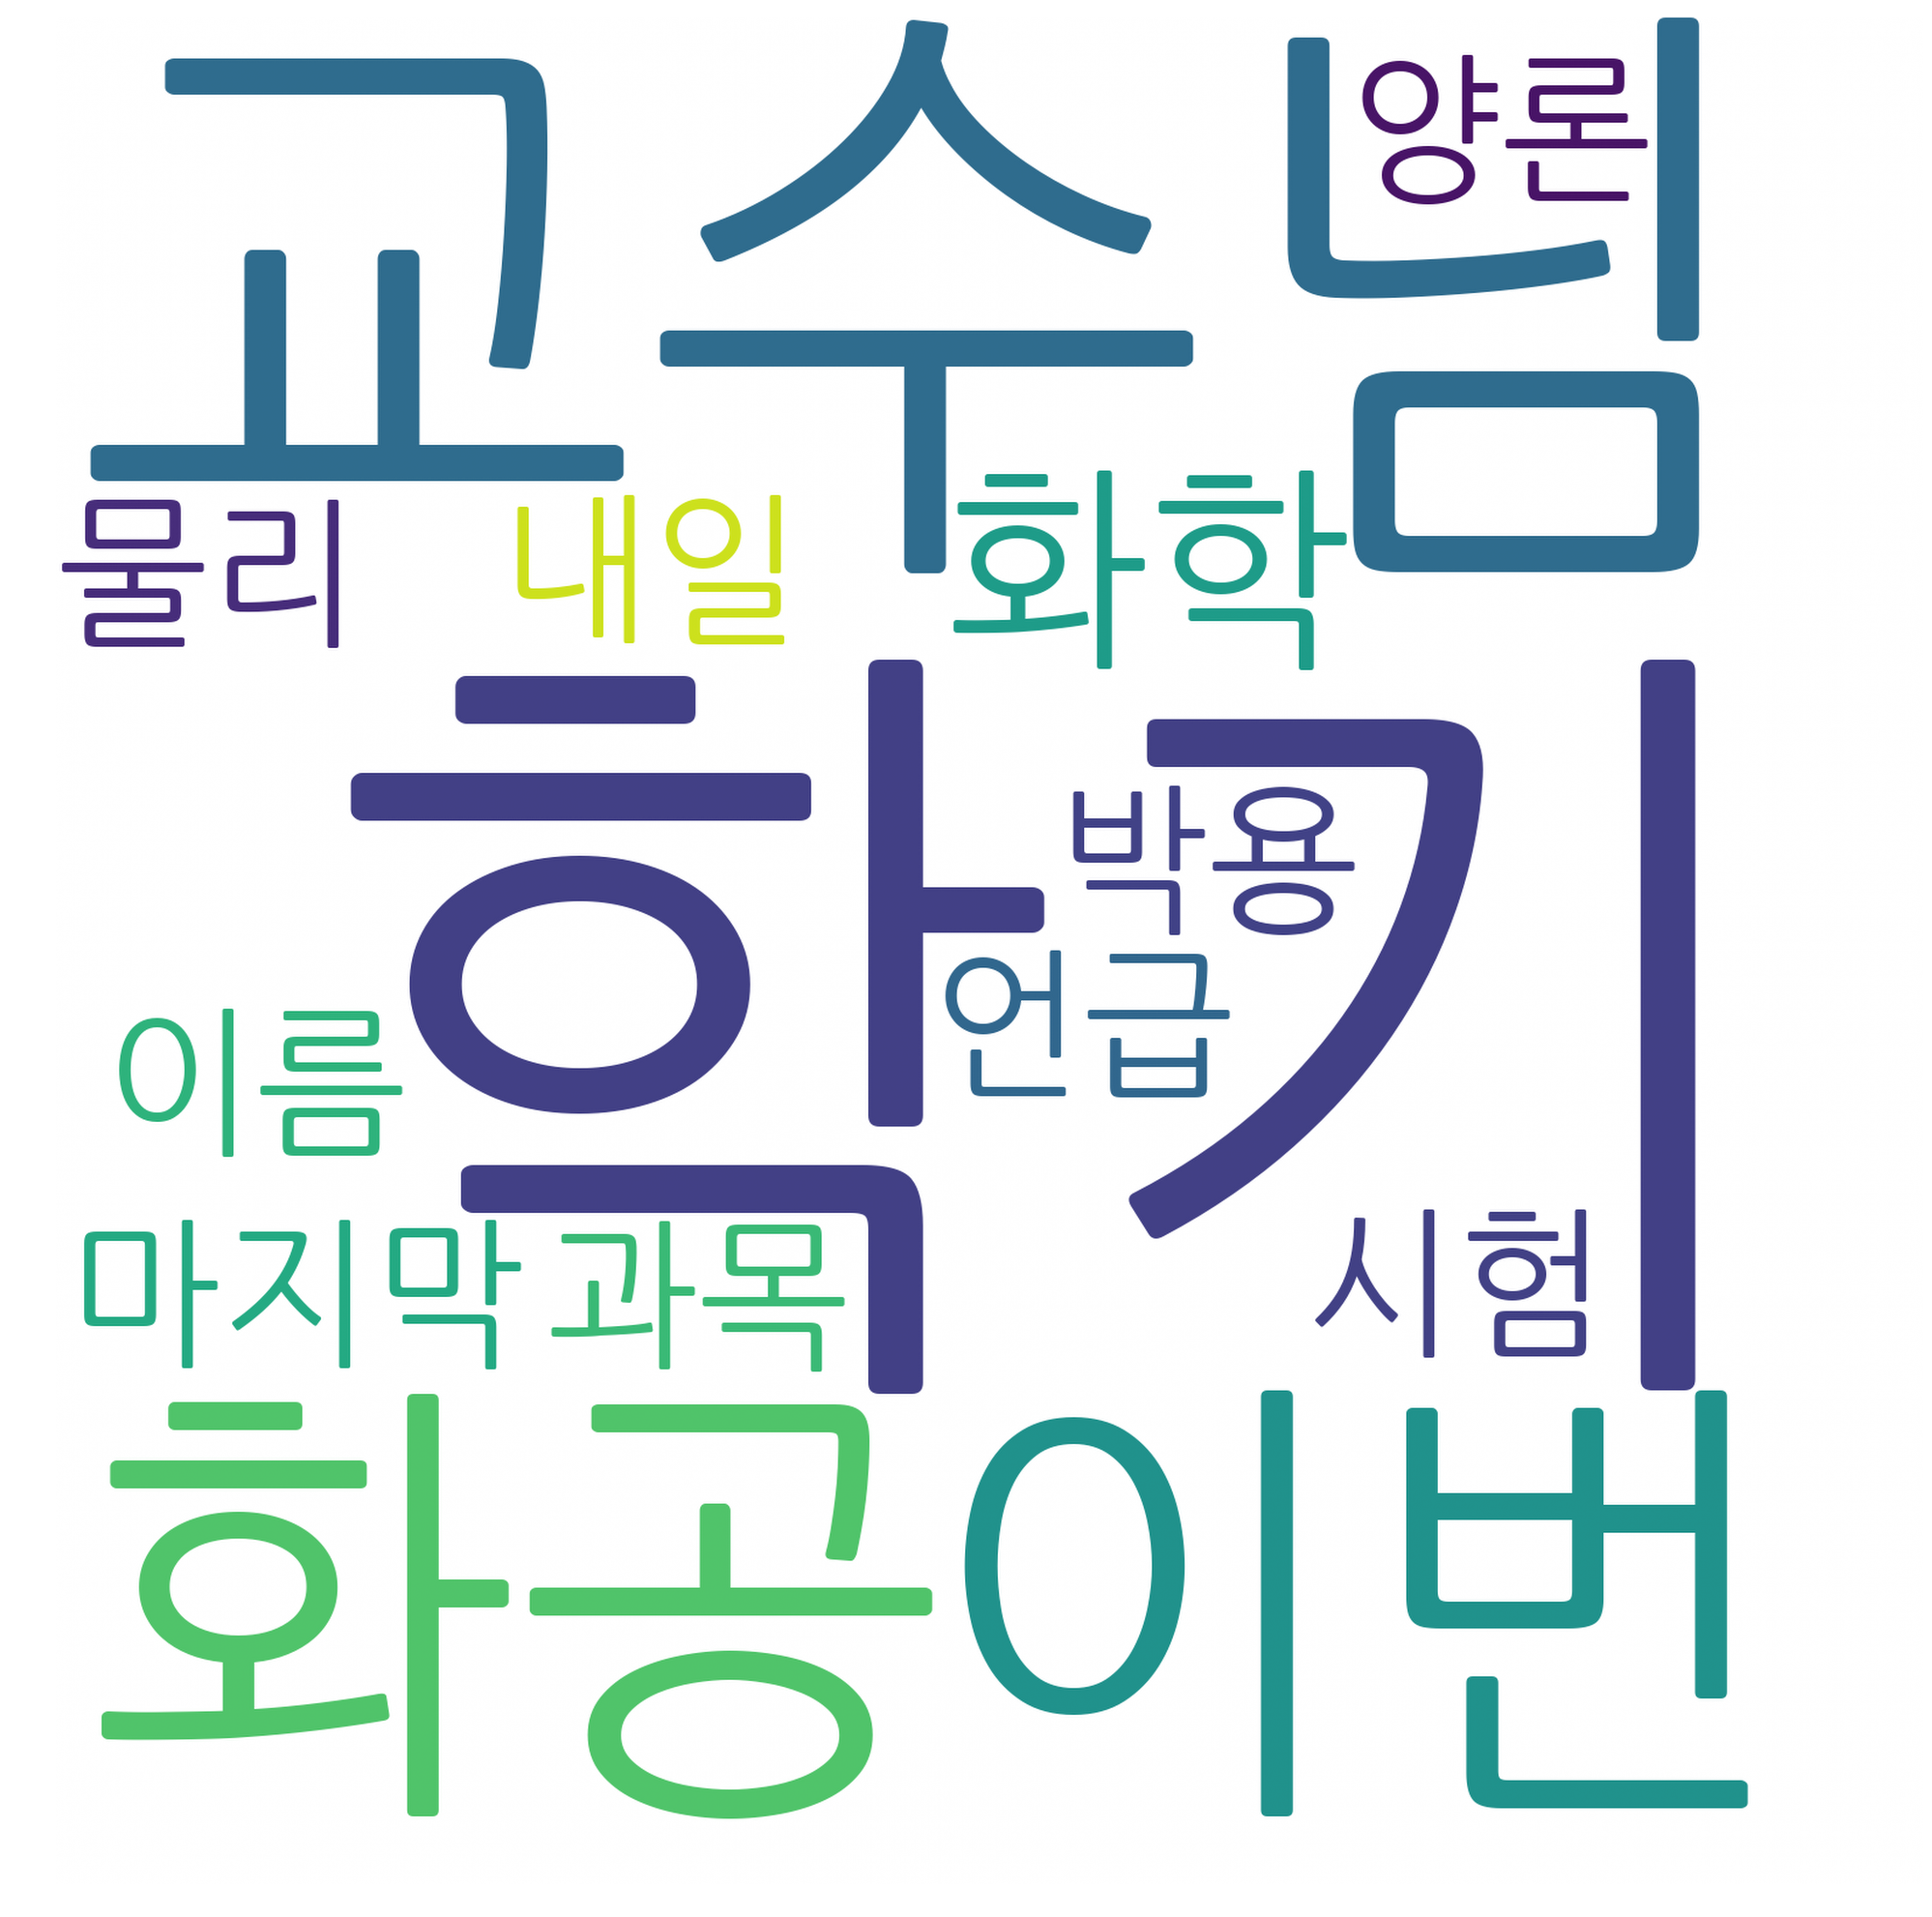 교수님
양론
물리
내일
화학
학기
박용
언급
이름
마지막
과목
시험
화공
이번